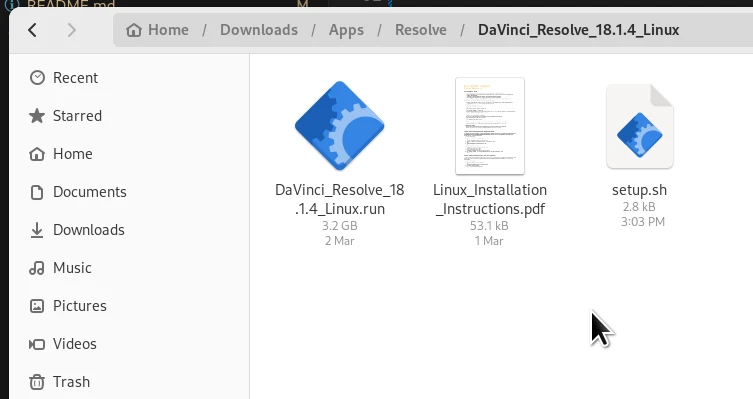 README.md
M
Home / Downloads / Apps / Resolve / DaVinci_Resolve_18.1.4_Linux
Recent
Starred
Home
Documents
Downloads
Music
Pictures
Videos
Trash
DaVinci_Resolve_18
.1.4_Linux.run
3.2 GB
2 Mar
Linux_Installation
_Instructions.pdf
53.1 kB
1 Mar
setup.sh
2.8 kB
3:03 PM